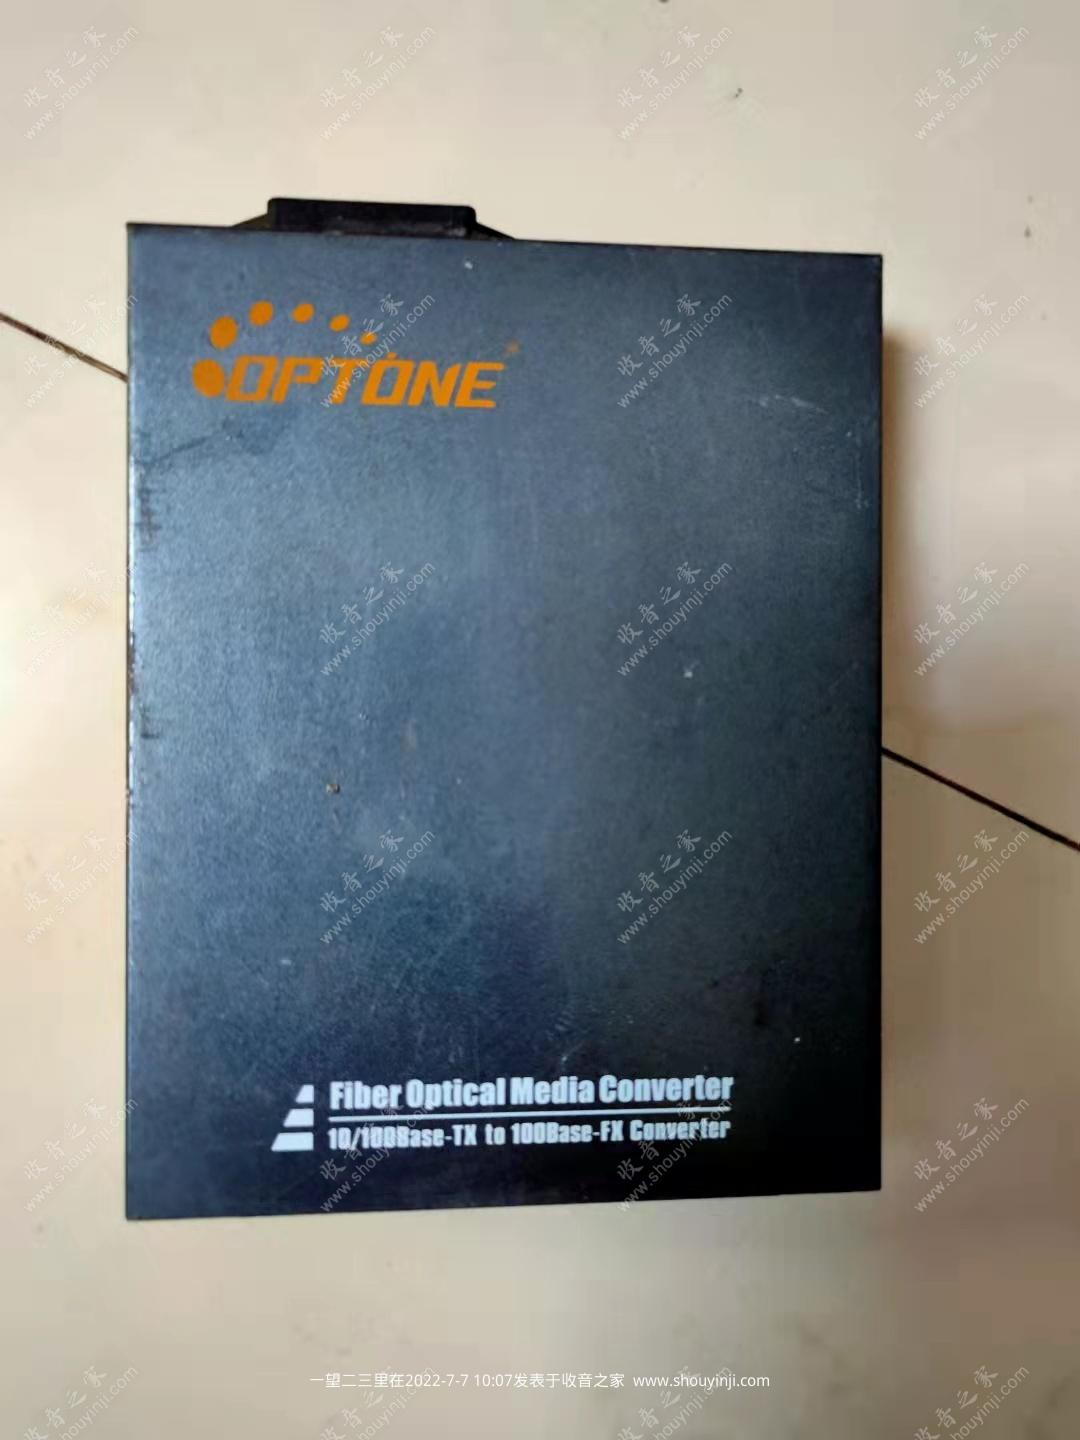 OPTONE
Fiber Optical Media Converter
10/100Base-TX to 100Base-FX Converter
一望二三里在2022-7-7 10:07发表于收音之家 www.shouyinji.com
收音之家
www.shouyinji.com